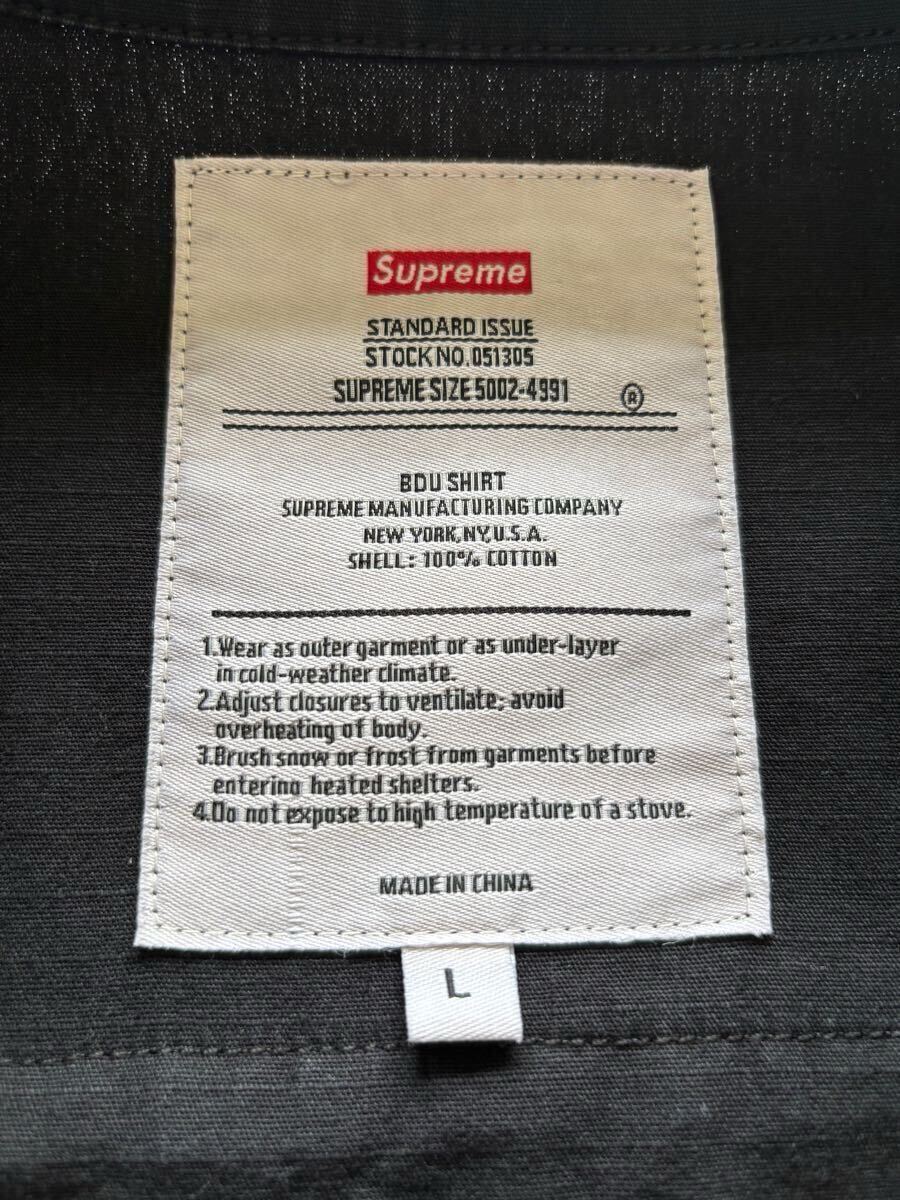 Supreme
STANDARD ISSUE
STOCK NO. 051305
SUPREME SIZE 5002-4991 ®
BDU SHIRT
SUPREME MANUFACTURING COMPANY
NEW YORK, NY, U.S.A.
SHELL: 100% COTTON
1.Wear as outer garment or as under-layer
in cold-weather climate.
2.Adjust closures to ventilate; avoid
overheating of body.
3.Brush snow or frost from garments before
entering heated shelters.
4.Do not expose to high temperature of a stove.
MADE IN CHINA
L